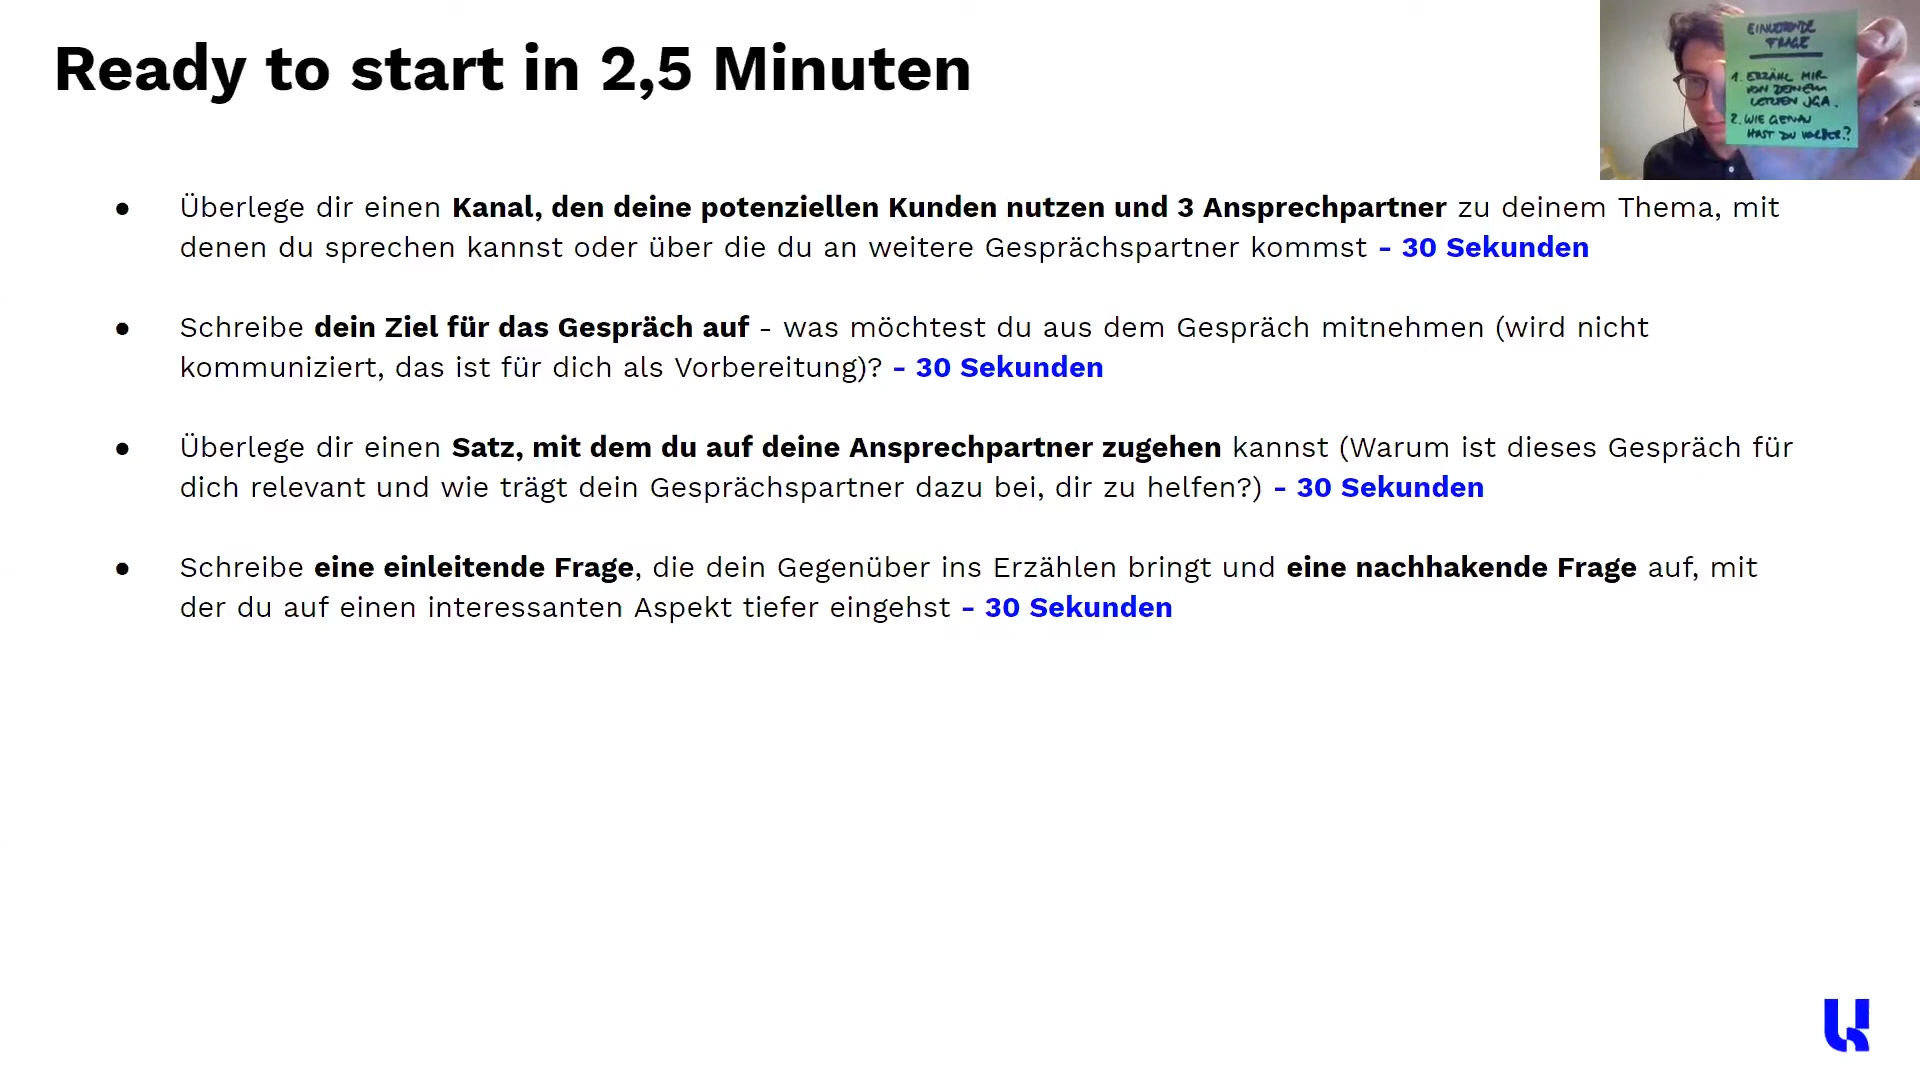 Ready to start in 2,5 Minuten
EINLEITENDE
FRAGE
1. ERZÄHL MIR
VON DEINEM
LETZTEN JGA.
2. WIE GENAU
HAST DU
● Überlege dir einen Kanal, den deine potenziellen Kunden nutzen und 3 Ansprechpartner zu deinem Thema, mit
denen du sprechen kannst oder über die du an weitere Gesprächspartner kommst - 30 Sekunden
● Schreibe dein Ziel für das Gespräch auf - was möchtest du aus dem Gespräch mitnehmen (wird nicht
kommuniziert, das ist für dich als Vorbereitung)? - 30 Sekunden
● Überlege dir einen Satz, mit dem du auf deine Ansprechpartner zugehen kannst (Warum ist dieses Gespräch für
dich relevant und wie trägt dein Gesprächspartner dazu bei, dir zu helfen?) - 30 Sekunden
● Schreibe eine einleitende Frage, die dein Gegenüber ins Erzählen bringt und eine nachhakende Frage auf, mit
der du auf einen interessanten Aspekt tiefer eingehst - 30 Sekunden